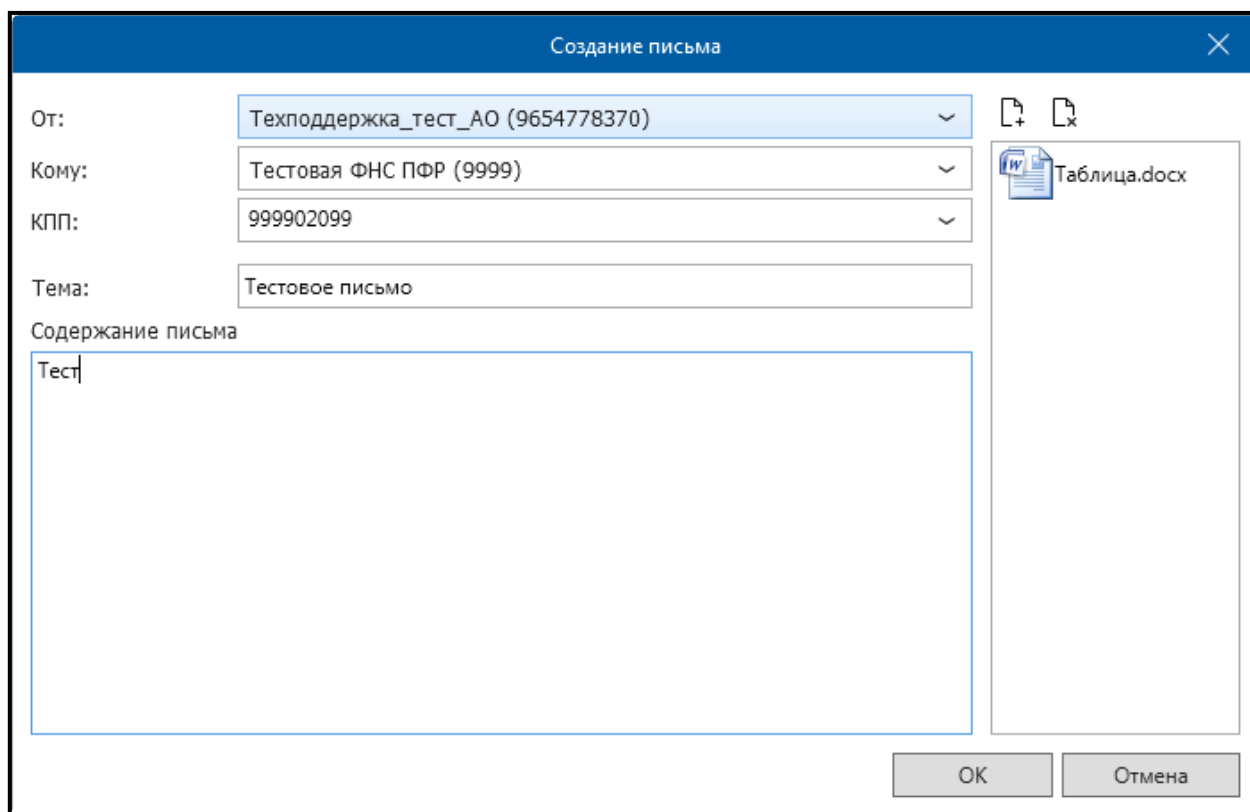 Создание письма
От:
Техподдержка_тест_АО (9654778370)
Кому:
Тестовая ФНС ПФР (9999)
КПП:
999902099
Тема:
Тестовое письмо
Содержание письма
Тест
Таблица.docx
ОК
Отмена